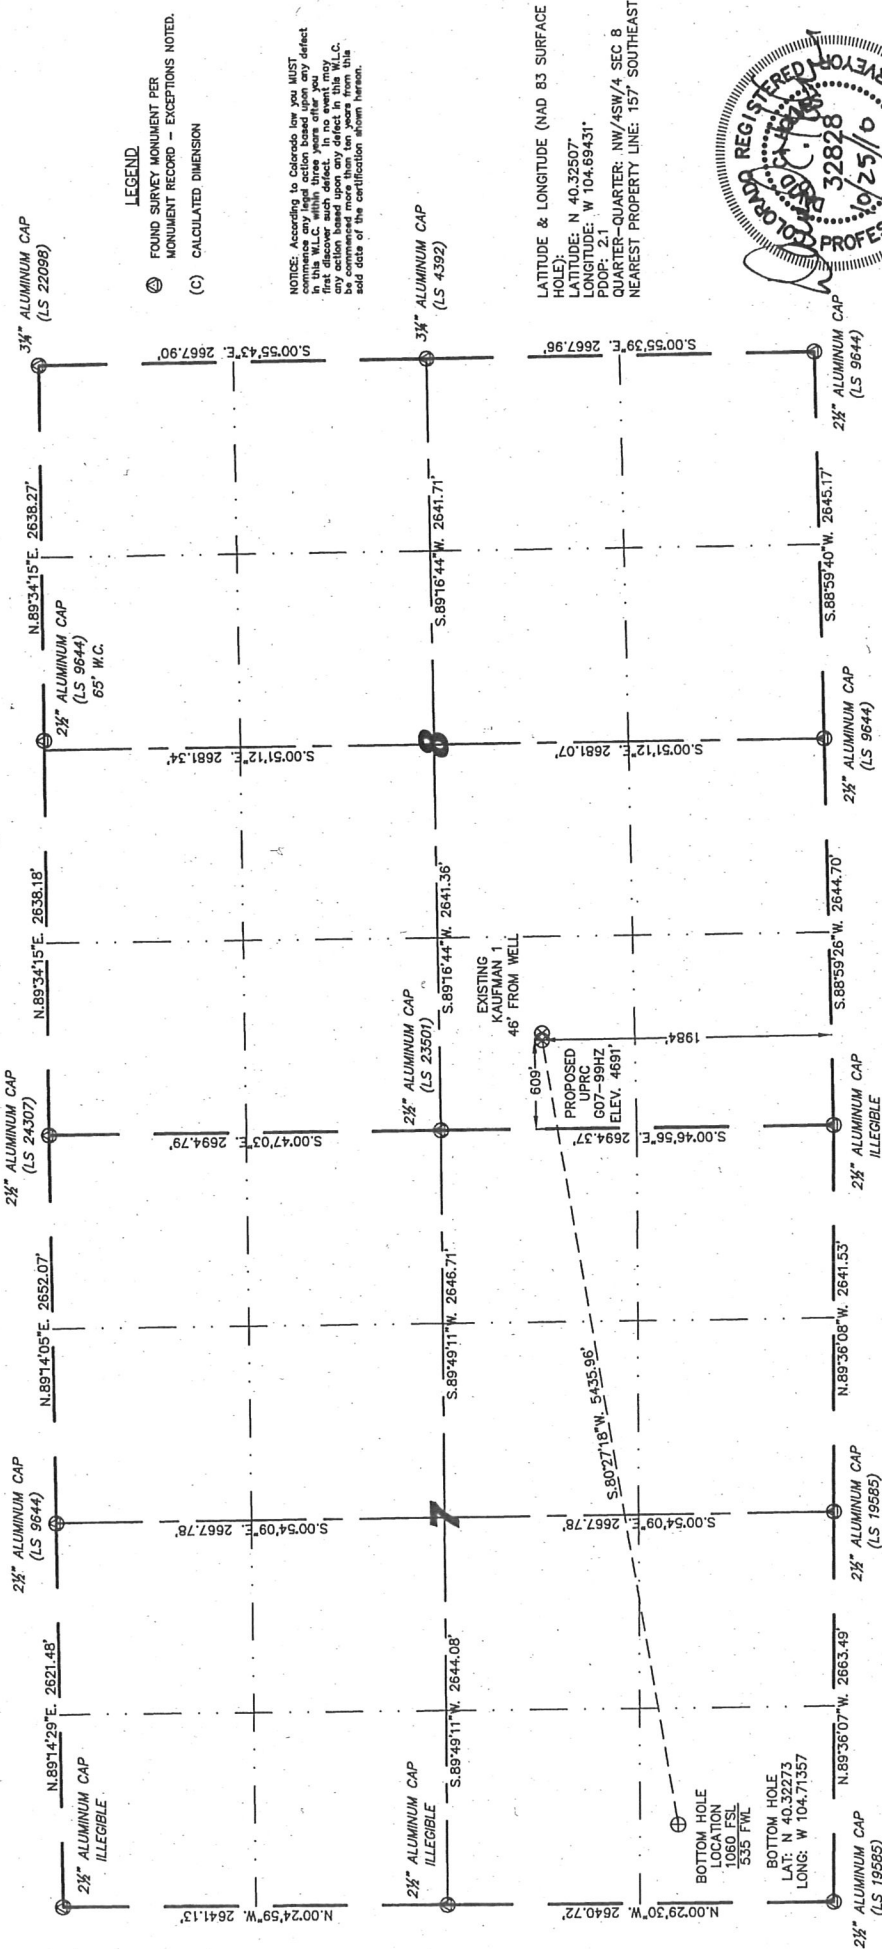 3¼" ALUMINUM CAP
(LS 22098)
N.89°34'15"E. 2638.27'
2½" ALUMINUM CAP
(LS 9644)
65' W.C.
N.89°34'15"E. 2638.18'
2½" ALUMINUM CAP
(LS 24307)
N.89°14'05"E. 2652.07'
2½" ALUMINUM CAP
(LS 9644)
N.89°14'29"E. 2621.48'
2½" ALUMINUM CAP
ILLEGIBLE
N.00°24'59"W. 2641.13'
S.00°54'09"E. 2667.78'
S.00°47'03"E. 2694.79'
S.00°51'12"E. 2681.34'
S.00°55'43"E. 2667.90'
2½" ALUMINUM CAP
ILLEGIBLE
S.89°49'11"W. 2644.08'
7
S.89°49'11"W. 2646.71'
2½" ALUMINUM CAP
(LS 23501)
S.89°16'44"W. 2641.36'
8
S.89°16'44"W. 2641.71'
3¼" ALUMINUM CAP
(LS 4392)
EXISTING
KAUFMAN 1
46' FROM WELL
609'
PROPOSED
UPRC
G07-99HZ
ELEV. 4691'
1984'
S.80°27'18"W. 5435.96'
N.00°29'30"W. 2640.72'
S.00°54'09"E. 2667.78'
S.00°46'56"E. 2694.37'
S.00°51'12"E. 2681.07'
S.00°55'39"E. 2667.96'
BOTTOM HOLE
LOCATION
1060 FSL
535 FWL
BOTTOM HOLE
LAT: N 40.32273
LONG: W 104.71357
2½" ALUMINUM CAP
(LS 19585)
N.89°36'07"W. 2663.49'
2½" ALUMINUM CAP
(LS 19585)
N.89°36'08"W. 2641.53'
2½" ALUMINUM CAP
ILLEGIBLE
S.88°59'26"W. 2644.70'
2½" ALUMINUM CAP
(LS 9644)
S.88°59'40"W. 2645.17'
2½" ALUMINUM CAP
(LS 9644)
LEGEND
FOUND SURVEY MONUMENT PER
MONUMENT RECORD – EXCEPTIONS NOTED.
(C) CALCULATED DIMENSION
NOTICE: According to Colorado law you MUST
commence any legal action based upon any defect
in this W.L.C. within three years after you
first discover such defect. In no event may
any action based upon any defect in this W.L.C.
be commenced more than ten years from this
said date of the certification shown hereon.
LATITUDE & LONGITUDE (NAD 83 SURFACE
HOLE):
LATITUDE: N 40.32507°
LONGITUDE: W 104.69431°
PDOP: 2.1
QUARTER-QUARTER: NW/4SW/4 SEC 8
NEAREST PROPERTY LINE: 157' SOUTHEAST
COLORADO REGISTERED
32828
10/25/10